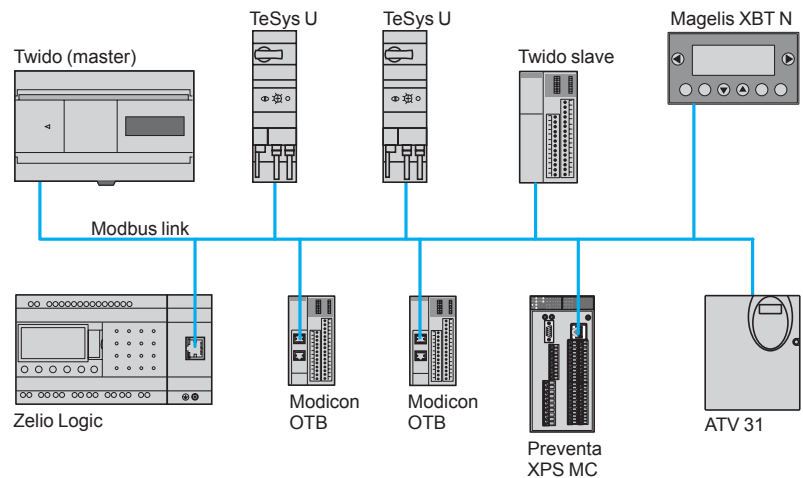 TeSys U
TeSys U
Magelis XBT N
Twido (master)
Twido slave
Modbus link
Zelio Logic
Modicon
OTB
Modicon
OTB
Preventa
XPS MC
ATV 31